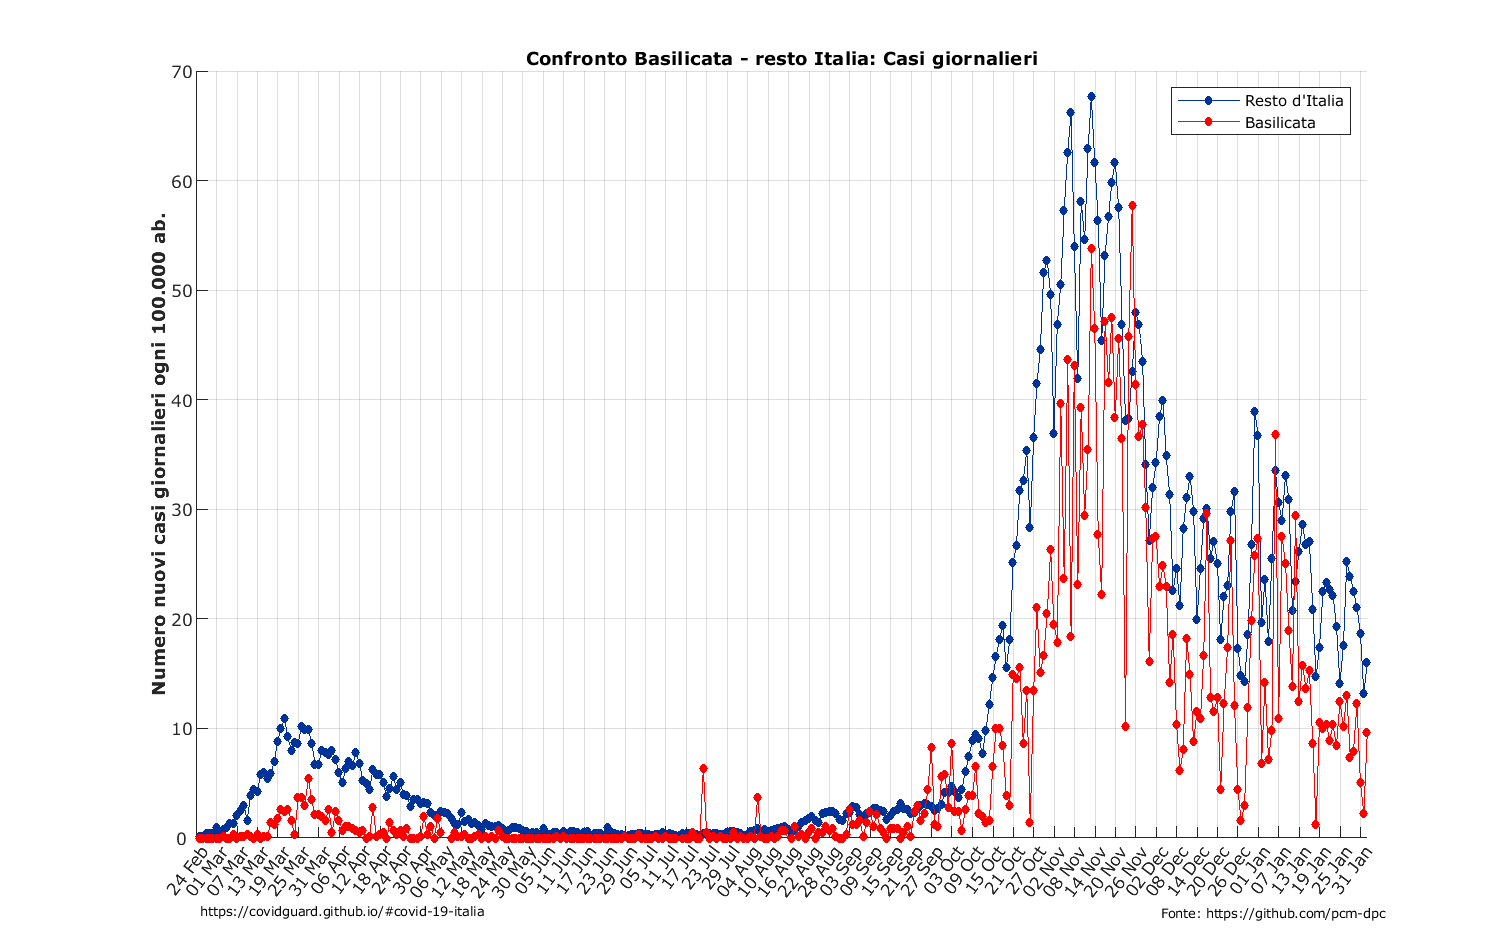 Confronto Basilicata - resto Italia: Casi giornalieri
Resto d'Italia
Basilicata
Numero nuovi casi giornalieri ogni 100.000 ab.
70
60
50
40
30
20
10
0
24 Feb
01 Mar
07 Mar
13 Mar
19 Mar
25 Mar
31 Mar
06 Apr
12 Apr
18 Apr
24 Apr
30 Apr
06 May
12 May
18 May
24 May
30 May
05 Jun
11 Jun
17 Jun
23 Jun
29 Jun
05 Jul
11 Jul
17 Jul
23 Jul
29 Jul
04 Aug
10 Aug
16 Aug
22 Aug
28 Aug
03 Sep
09 Sep
15 Sep
21 Sep
27 Sep
03 Oct
09 Oct
15 Oct
21 Oct
27 Oct
02 Nov
08 Nov
14 Nov
20 Nov
26 Nov
02 Dec
08 Dec
14 Dec
20 Dec
26 Dec
01 Jan
07 Jan
13 Jan
19 Jan
25 Jan
31 Jan
https://covidguard.github.io/#covid-19-italia
Fonte: https://github.com/pcm-dpc